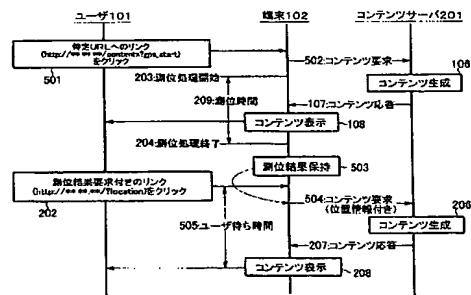 ユーザ101
端末102
コンテンツサーバ201
特定URLへのリンク
(http://**.**.**/contents?gps_start)
をクリック
501
502:コンテンツ要求
106
203:測位処理開始
コンテンツ生成
209:測位時間
107:コンテンツ応答
コンテンツ表示
108
204:測位処理終了
測位結果保持
503
測位結果要求付きのリンク
(http://**.**.**/?location)をクリック
202
504:コンテンツ要求
(位置情報付き)
206
コンテンツ生成
505:ユーザ待ち時間
207:コンテンツ応答
コンテンツ表示
208